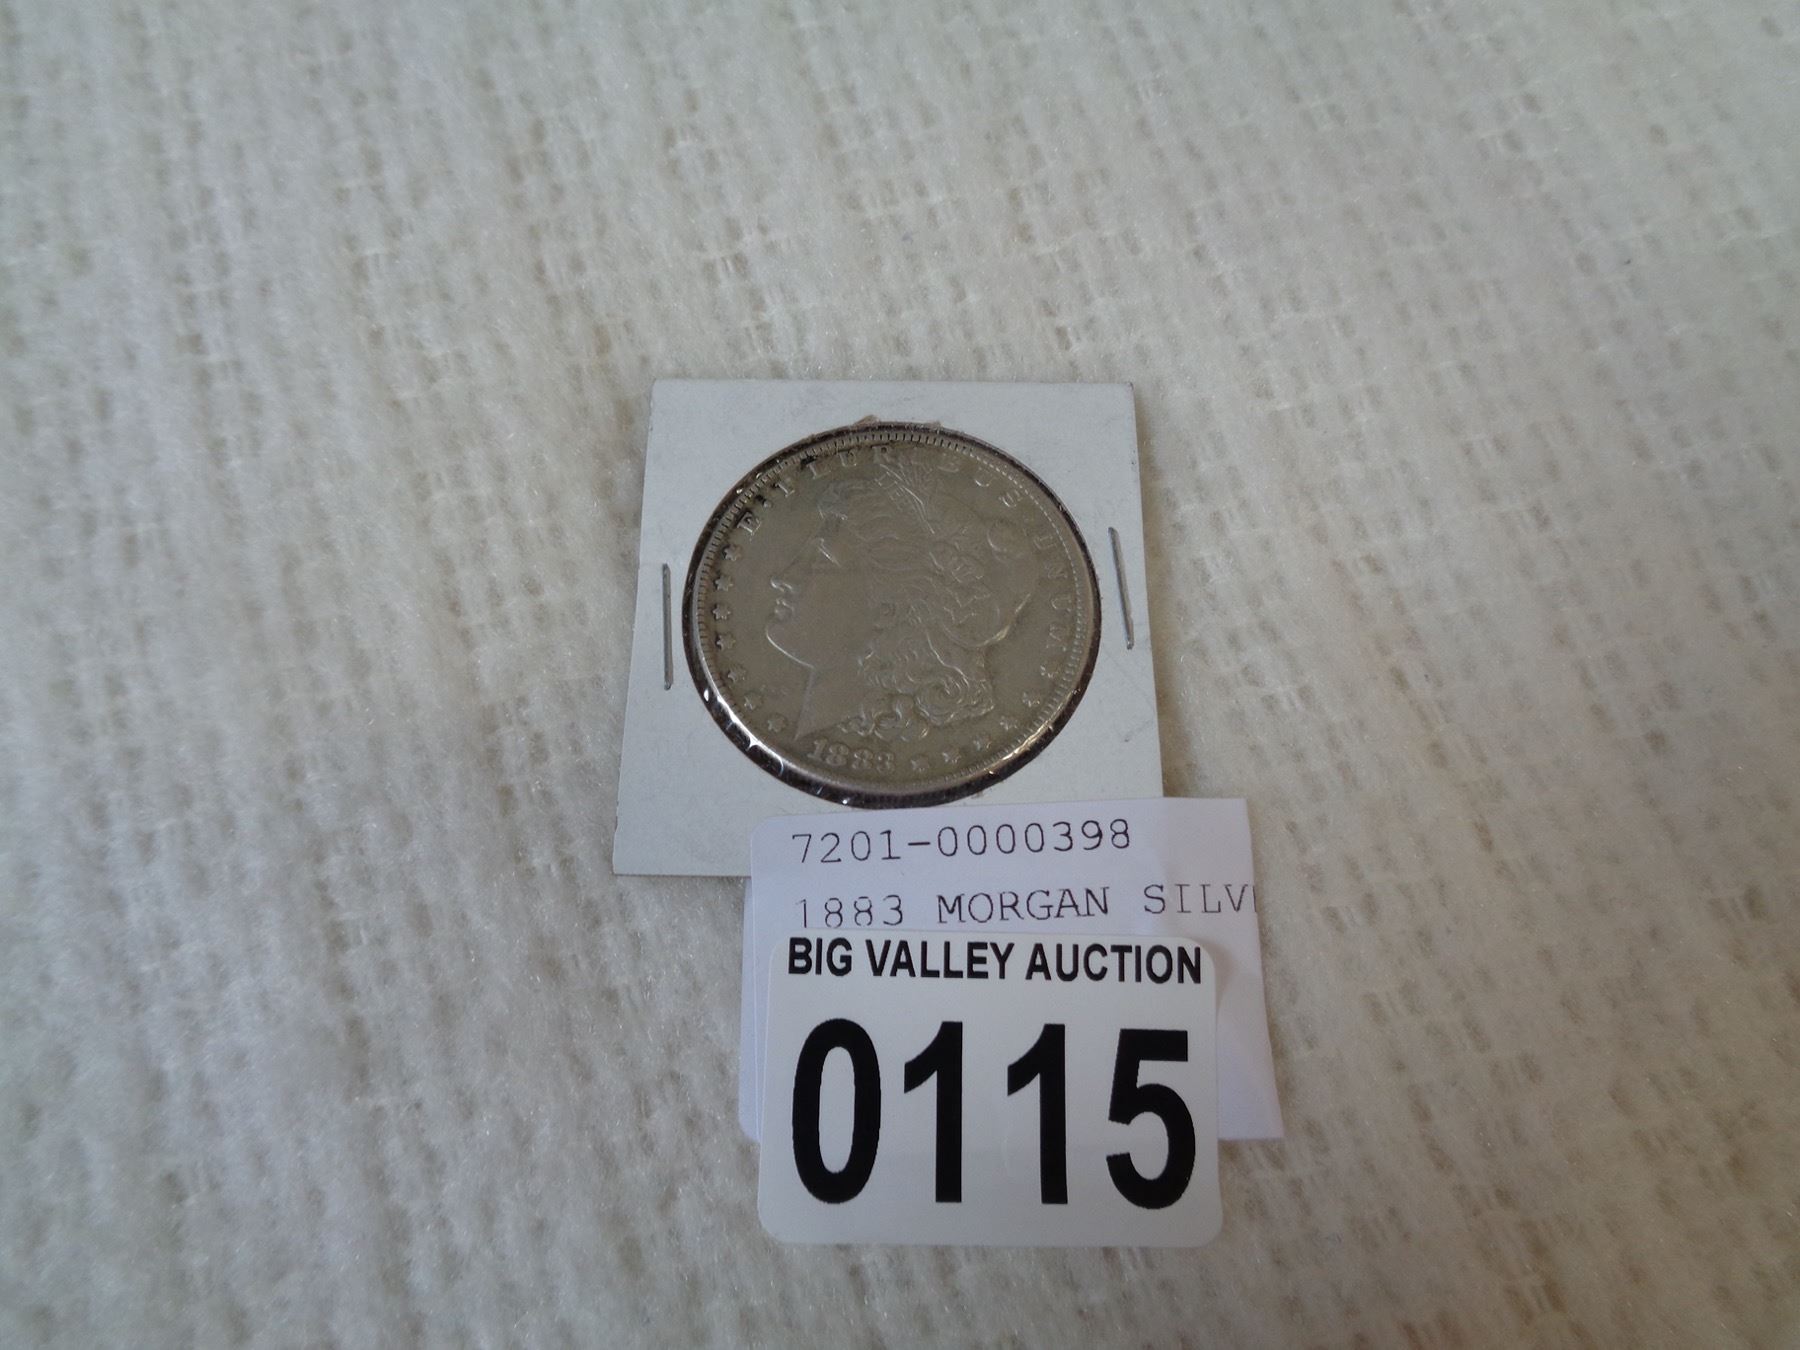 E·PLURIBUS·UNUM
1883
7201-0000398
1883 MORGAN SILV
BIG VALLEY AUCTION
0115